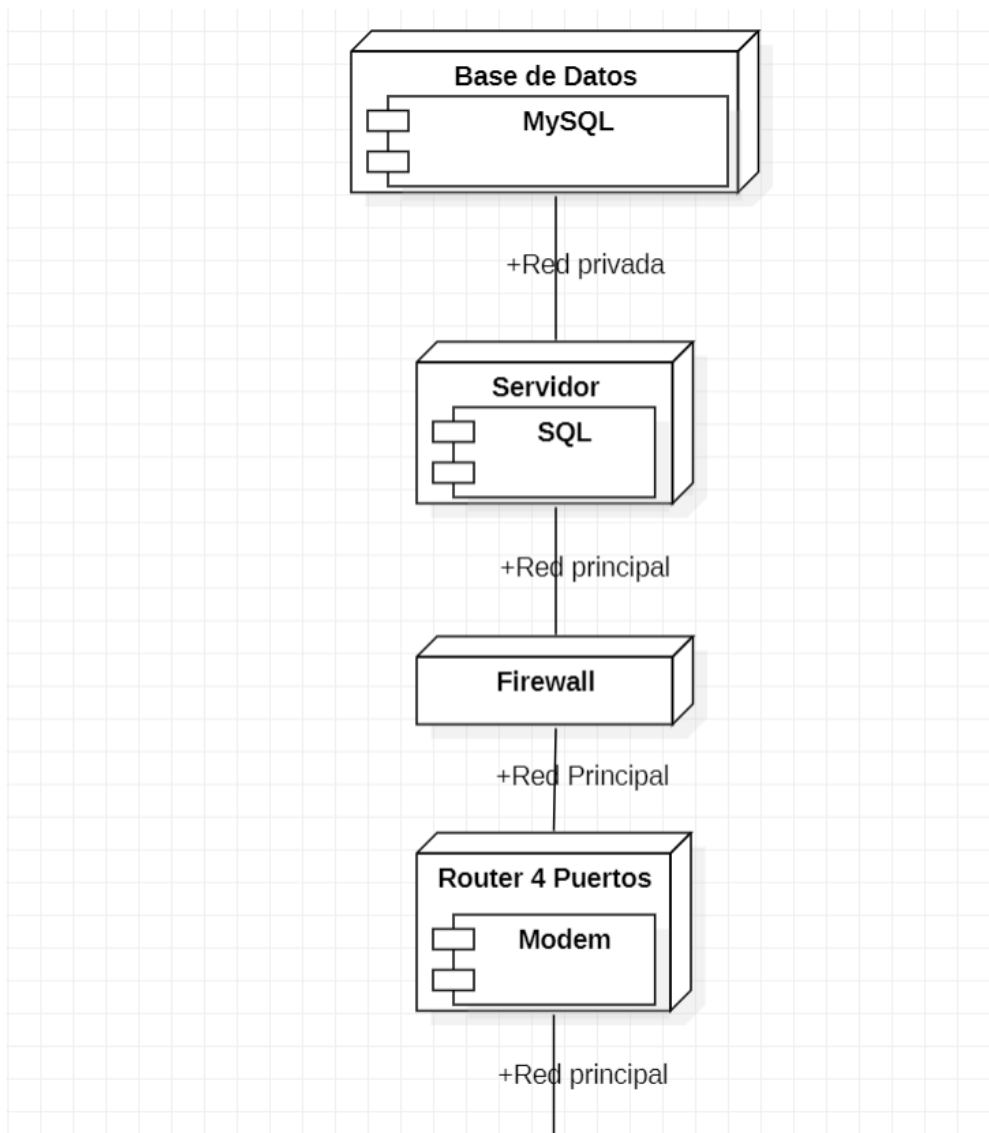 Base de Datos
MySQL
+Red privada
Servidor
SQL
+Red principal
Firewall
+Red Principal
Router 4 Puertos
Modem
+Red principal